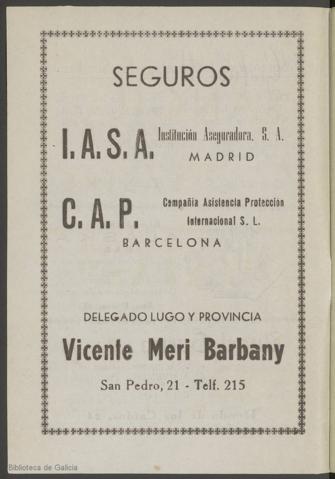 SEGUROS
I.A.S.A. Institución Aseguradora, S. A.
MADRID
C.A.P. Compañia Asistencia Protección
Internacional S. L.
BARCELONA
DELEGADO LUGO Y PROVINCIA
Vicente Meri Barbany
San Pedro, 21 - Telf. 215
Biblioteca de Galicia